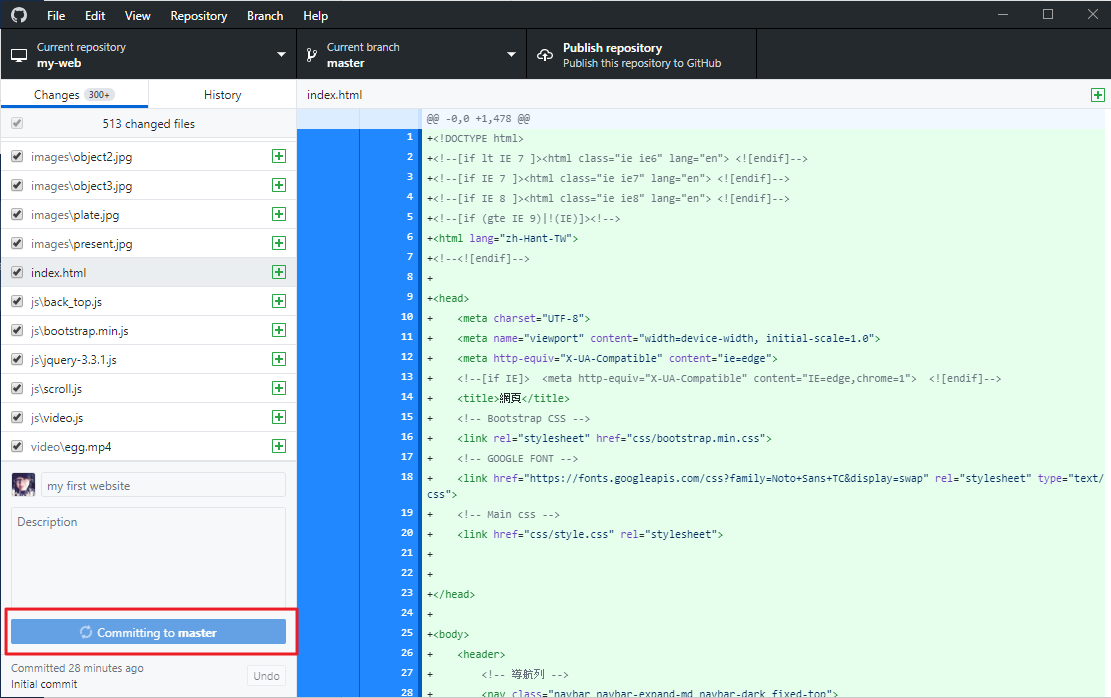 File Edit View Repository Branch Help
Current repository
my-web
Current branch
master
Publish repository
Publish this repository to GitHub
Changes 300+
History
index.html
513 changed files
images\object2.jpg
images\object3.jpg
images\plate.jpg
images\present.jpg
index.html
js\back_top.js
js\bootstrap.min.js
js\jquery-3.3.1.js
js\scroll.js
js\video.js
video\egg.mp4
my first website
Description
Committing to master
Committed 28 minutes ago
Initial commit
Undo
@@ -0,0 +1,478 @@
1 +<!DOCTYPE html>
2 +<!--[if lt IE 7 ]><html class="ie ie6" lang="en"> <![endif]-->
3 +<!--[if IE 7 ]><html class="ie ie7" lang="en"> <![endif]-->
4 +<!--[if IE 8 ]><html class="ie ie8" lang="en"> <![endif]-->
5 +<!--[if (gte IE 9)|!(IE)]><!-->
6 +<html lang="zh-Hant-TW">
7 +<!--<![endif]-->
8 +
9 +<head>
10 +    <meta charset="UTF-8">
11 +    <meta name="viewport" content="width=device-width, initial-scale=1.0">
12 +    <meta http-equiv="X-UA-Compatible" content="ie=edge">
13 +    <!--[if IE]>  <meta http-equiv="X-UA-Compatible" content="IE=edge,chrome=1">  <![endif]-->
14 +    <title>網頁</title>
15 +    <!-- Bootstrap CSS -->
16 +    <link rel="stylesheet" href="css/bootstrap.min.css">
17 +    <!-- GOOGLE FONT -->
18 +    <link href="https://fonts.googleapis.com/css?family=Noto+Sans+TC&display=swap" rel="stylesheet" type="text/
css">
19 +    <!-- Main css -->
20 +    <link href="css/style.css" rel="stylesheet">
21 +
22 +
23 +</head>
24 +
25 +<body>
26 +    <header>
27 +        <!-- 導航列 -->
28 +        <nav class="navbar navbar-expand-md navbar-dark fixed-top">